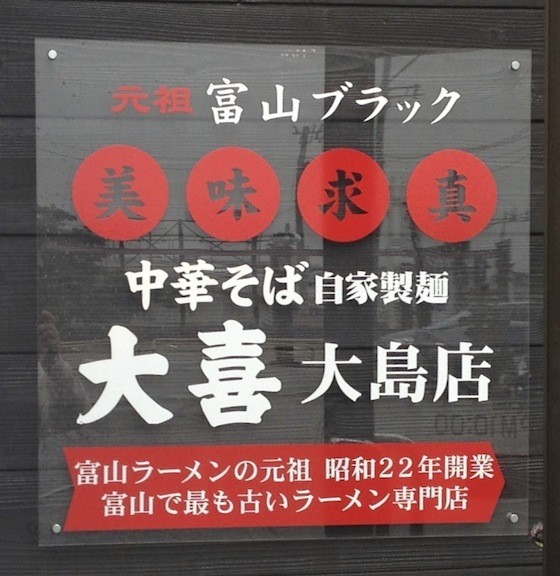 元祖 富山ブラック
美味求真
中華そば 自家製麺
大喜 大島店
富山ラーメンの元祖 昭和22年開業
富山で最も古いラーメン専門店